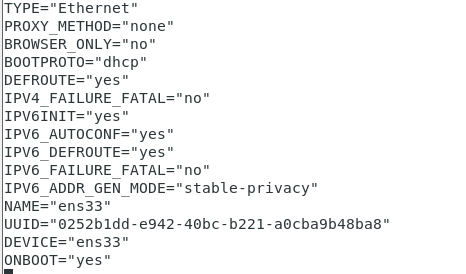 TYPE="Ethernet"
PROXY_METHOD="none"
BROWSER_ONLY="no"
BOOTPROTO="dhcp"
DEFROUTE="yes"
IPV4_FAILURE_FATAL="no"
IPV6INIT="yes"
IPV6_AUTOCONF="yes"
IPV6_DEFROUTE="yes"
IPV6_FAILURE_FATAL="no"
IPV6_ADDR_GEN_MODE="stable-privacy"
NAME="ens33"
UUID="0252b1dd-e942-40bc-b221-a0cba9b48ba8"
DEVICE="ens33"
ONBOOT="yes"